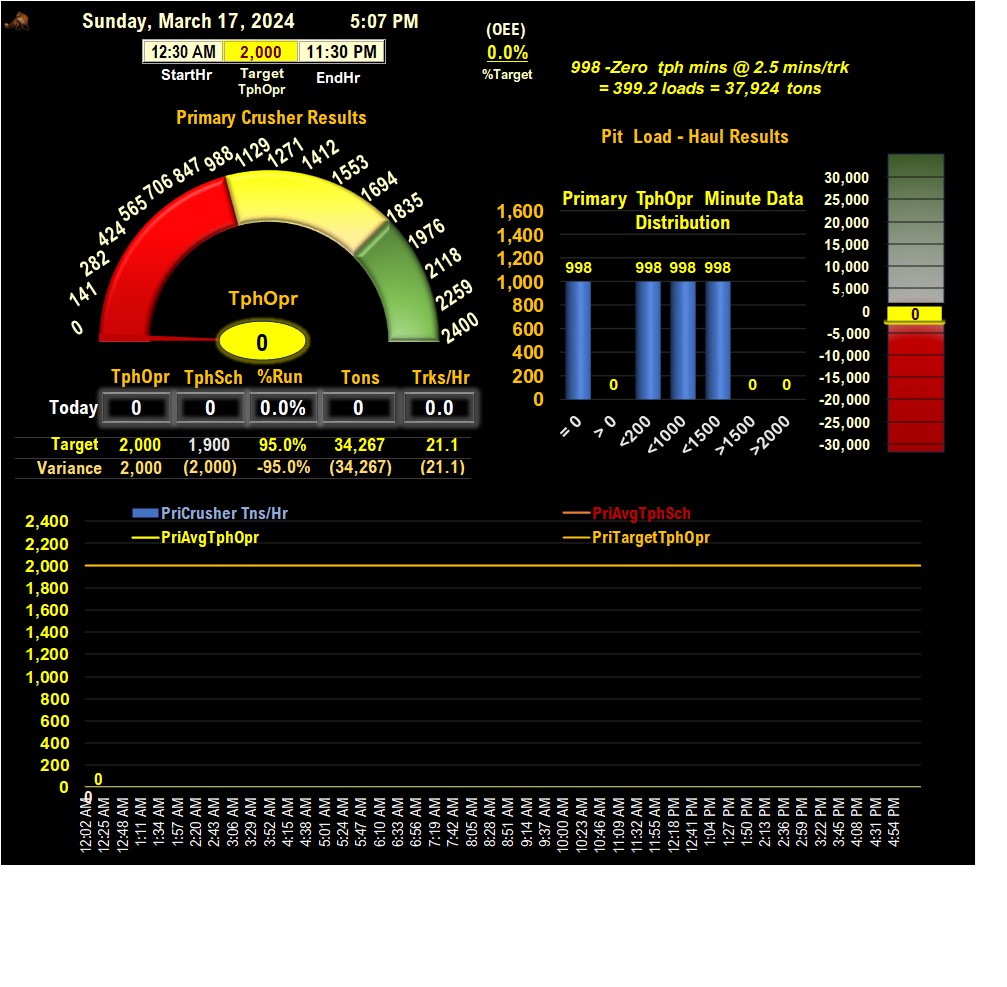 Sunday, March 17, 2024 5:07 PM
12:30 AM 2,000 11:30 PM
StartHr Target TphOpr EndHr
(OEE)
0.0%
%Target
998 -Zero tph mins @ 2.5 mins/trk
= 399.2 loads = 37,924 tons
Primary Crusher Results
0 141 282 424 565 706 847 988 1129 1271 1412 1553 1694 1835 1976 2118 2259 2400
TphOpr
0
TphOpr TphSch %Run Tons Trks/Hr
Today 0 0 0.0% 0 0.0
Target 2,000 1,900 95.0% 34,267 21.1
Variance 2,000 (2,000) -95.0% (34,267) (21.1)
Pit Load - Haul Results
Primary TphOpr Minute Data
Distribution
1,600
1,400
1,200
1,000
800
600
400
200
0
998 0 998 998 998 0 0
= 0 > 0 <200 <1000 <1500 >1500 >2000
30,000
25,000
20,000
15,000
10,000
5,000
0 0
-5,000
-10,000
-15,000
-20,000
-25,000
-30,000
PriCrusher Tns/Hr PriAvgTphSch
PriAvgTphOpr PriTargetTphOpr
2,400
2,200
2,000
1,800
1,600
1,400
1,200
1,000
800
600
400
200
0
0
0
12:02 AM 12:25 AM 12:48 AM 1:11 AM 1:34 AM 1:57 AM 2:20 AM 2:43 AM 3:06 AM 3:29 AM 3:52 AM 4:15 AM 4:38 AM 5:01 AM 5:24 AM 5:47 AM 6:10 AM 6:33 AM 6:56 AM 7:19 AM 7:42 AM 8:05 AM 8:28 AM 8:51 AM 9:14 AM 9:37 AM 10:00 AM 10:23 AM 10:46 AM 11:09 AM 11:32 AM 11:55 AM 12:18 PM 12:41 PM 1:04 PM 1:27 PM 1:50 PM 2:13 PM 2:36 PM 2:59 PM 3:22 PM 3:45 PM 4:08 PM 4:31 PM 4:54 PM